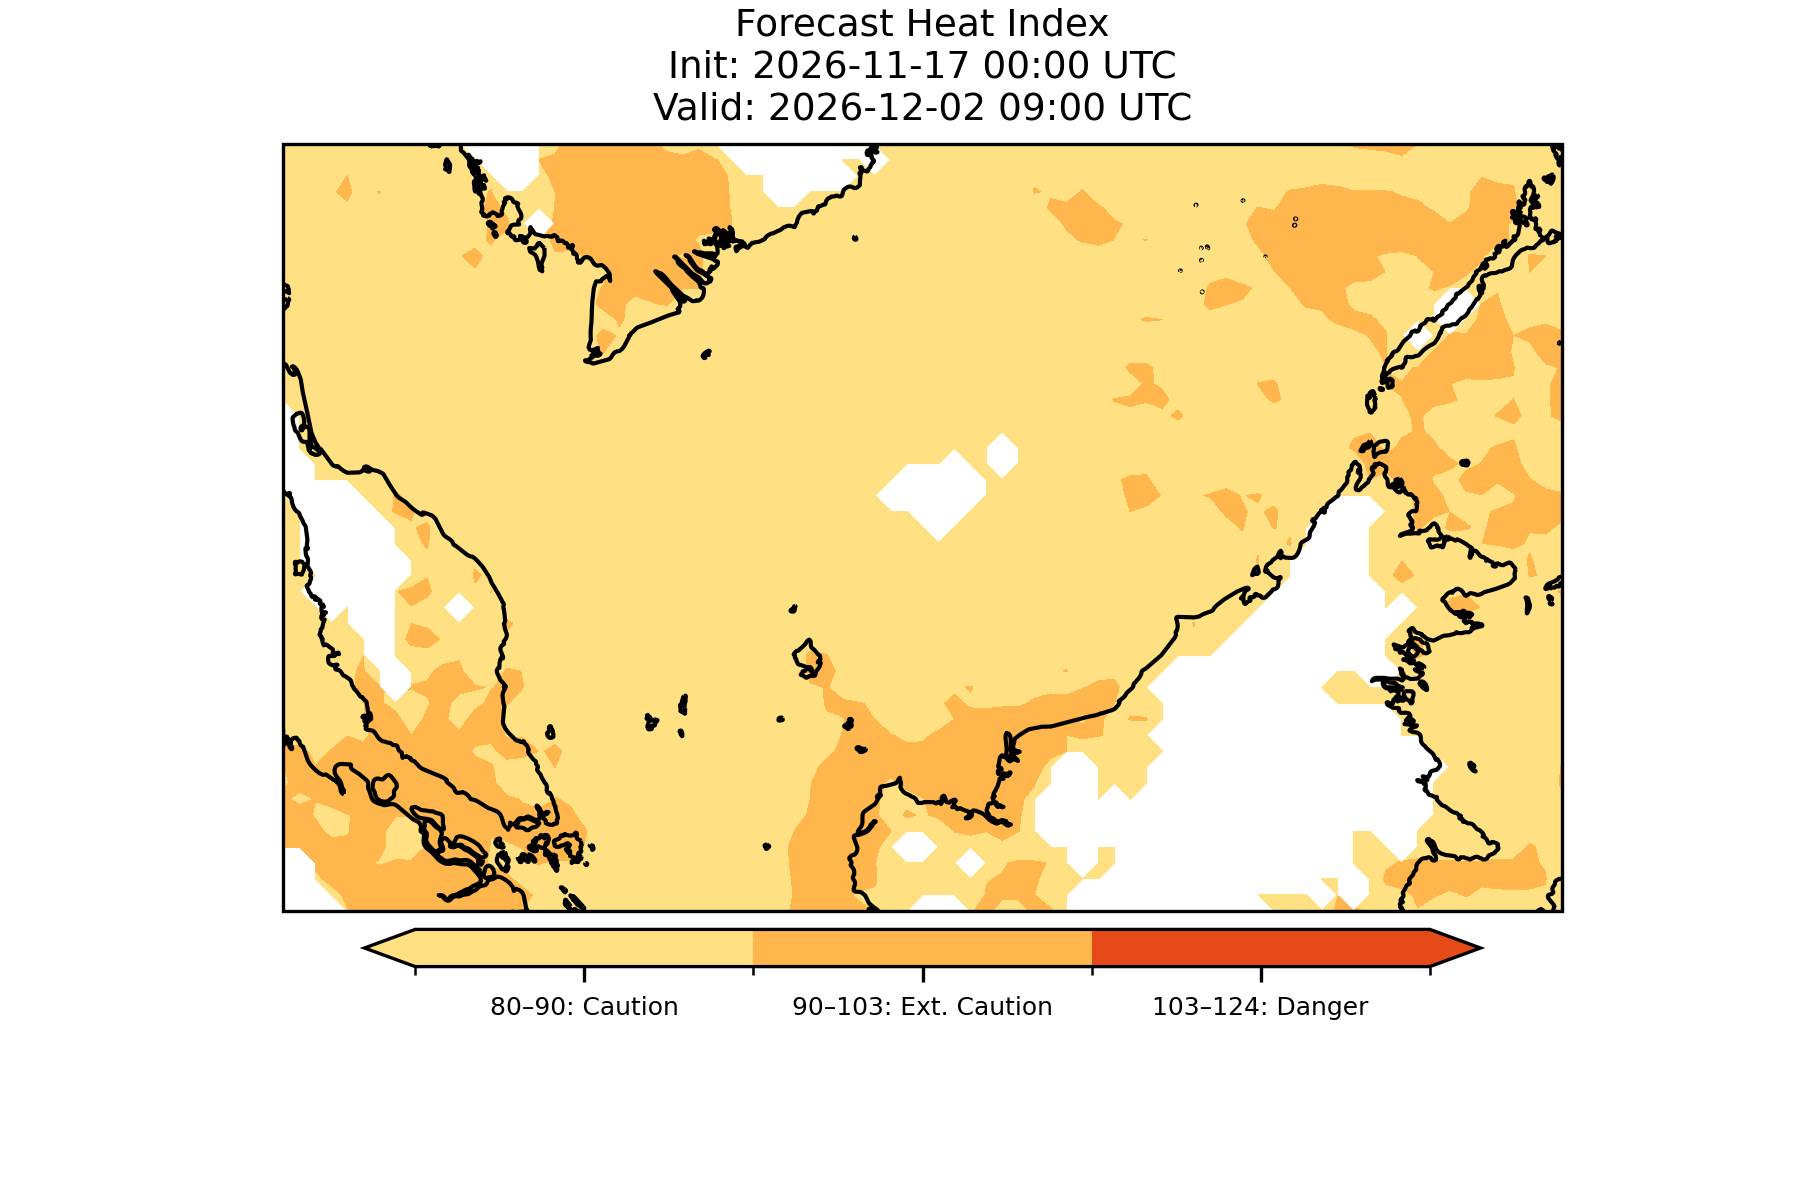 Forecast Heat Index
Init: 2026-11-17 00:00 UTC
Valid: 2026-12-02 09:00 UTC
80–90: Caution
90–103: Ext. Caution
103–124: Danger